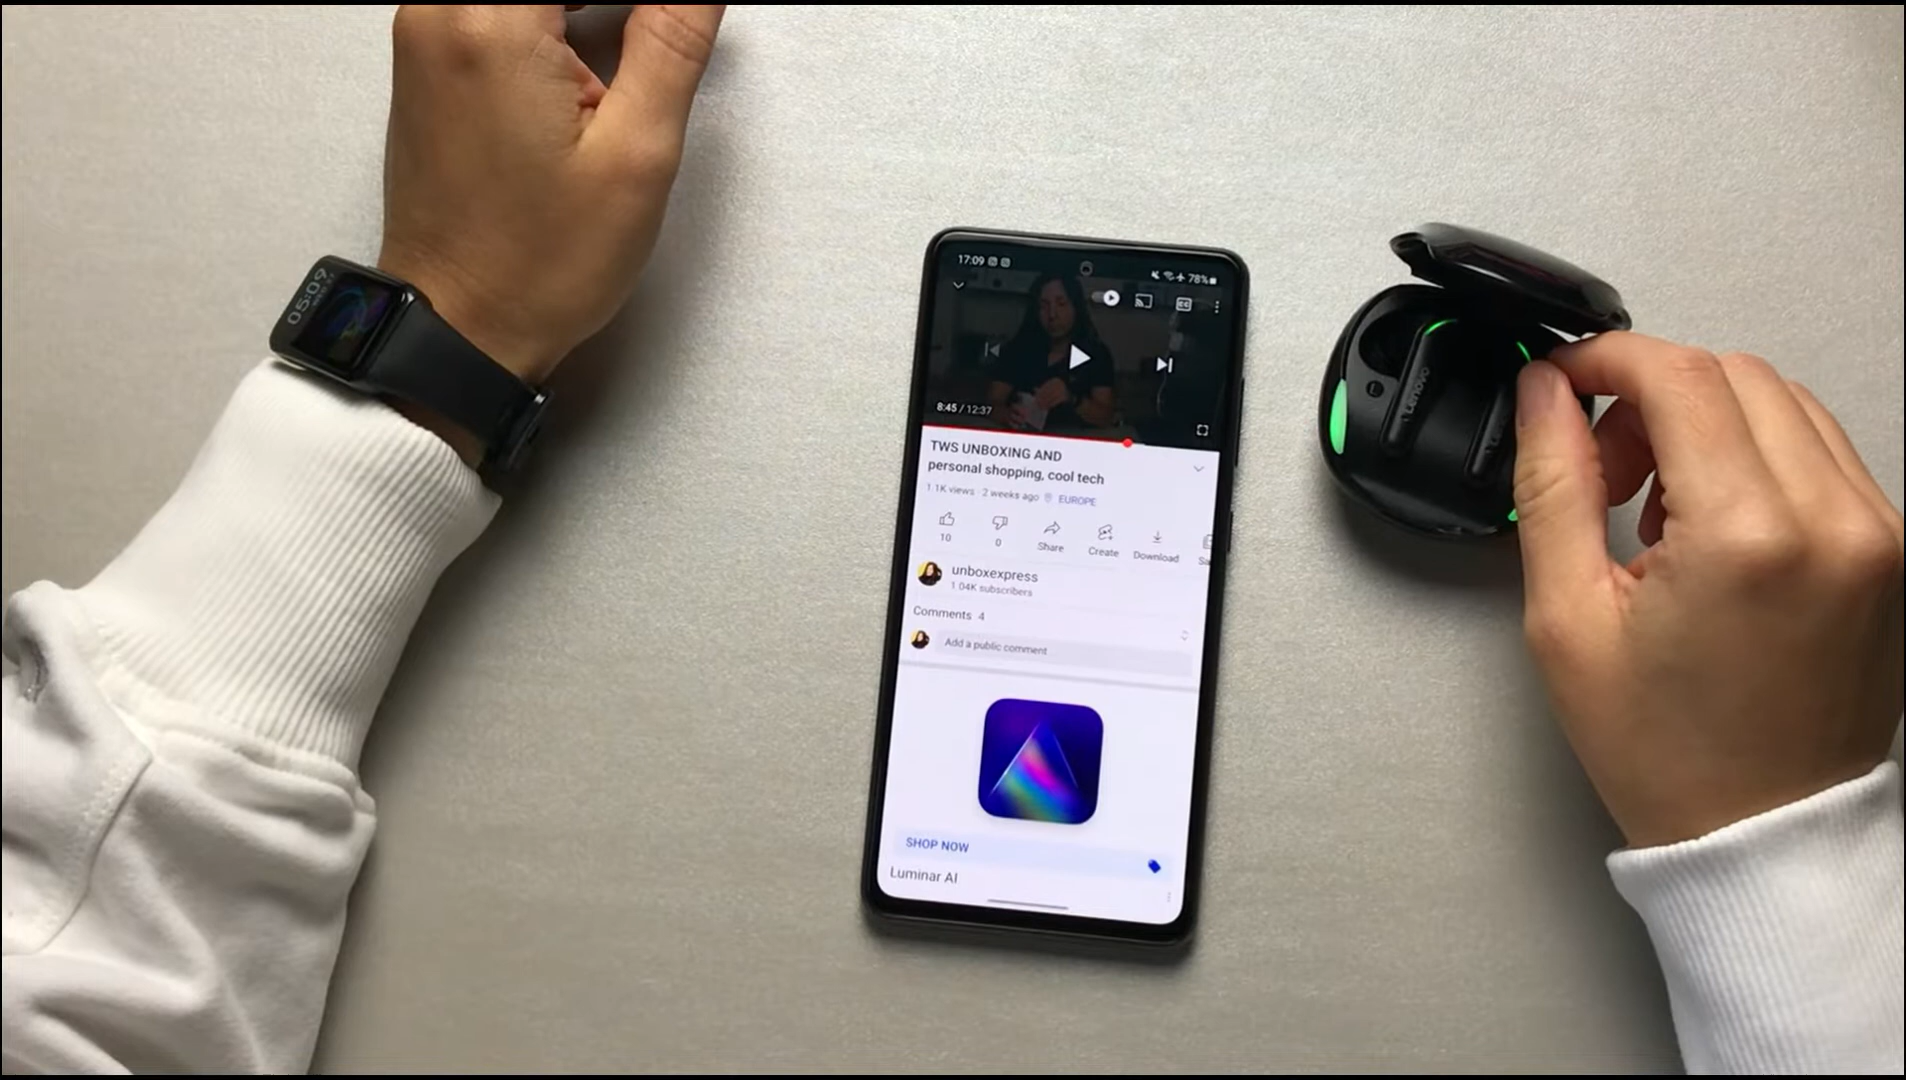 05:09
17:09
78%
8:45 / 12:37
TWS UNBOXING AND
personal shopping, cool tech
1.1K views · 2 weeks ago EUROPE
10
0
Share
Create
Download
Sa
unboxexpress
1.04K subscribers
Comments 4
Add a public comment
SHOP NOW
Luminar AI
Lenovo